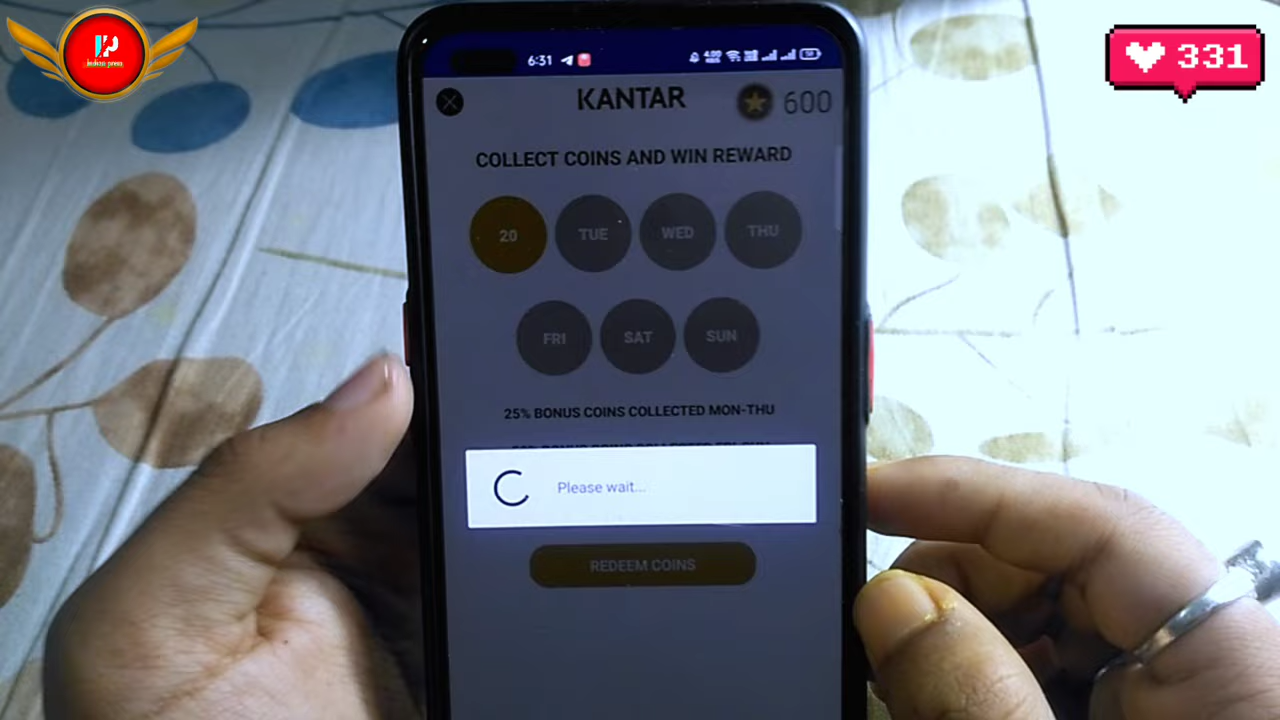 331
6:31
KANTAR
600
COLLECT COINS AND WIN REWARD
20
TUE
WED
THU
FRI
SAT
SUN
25% BONUS COINS COLLECTED MON-THU
Please wait...
REDEEM COINS